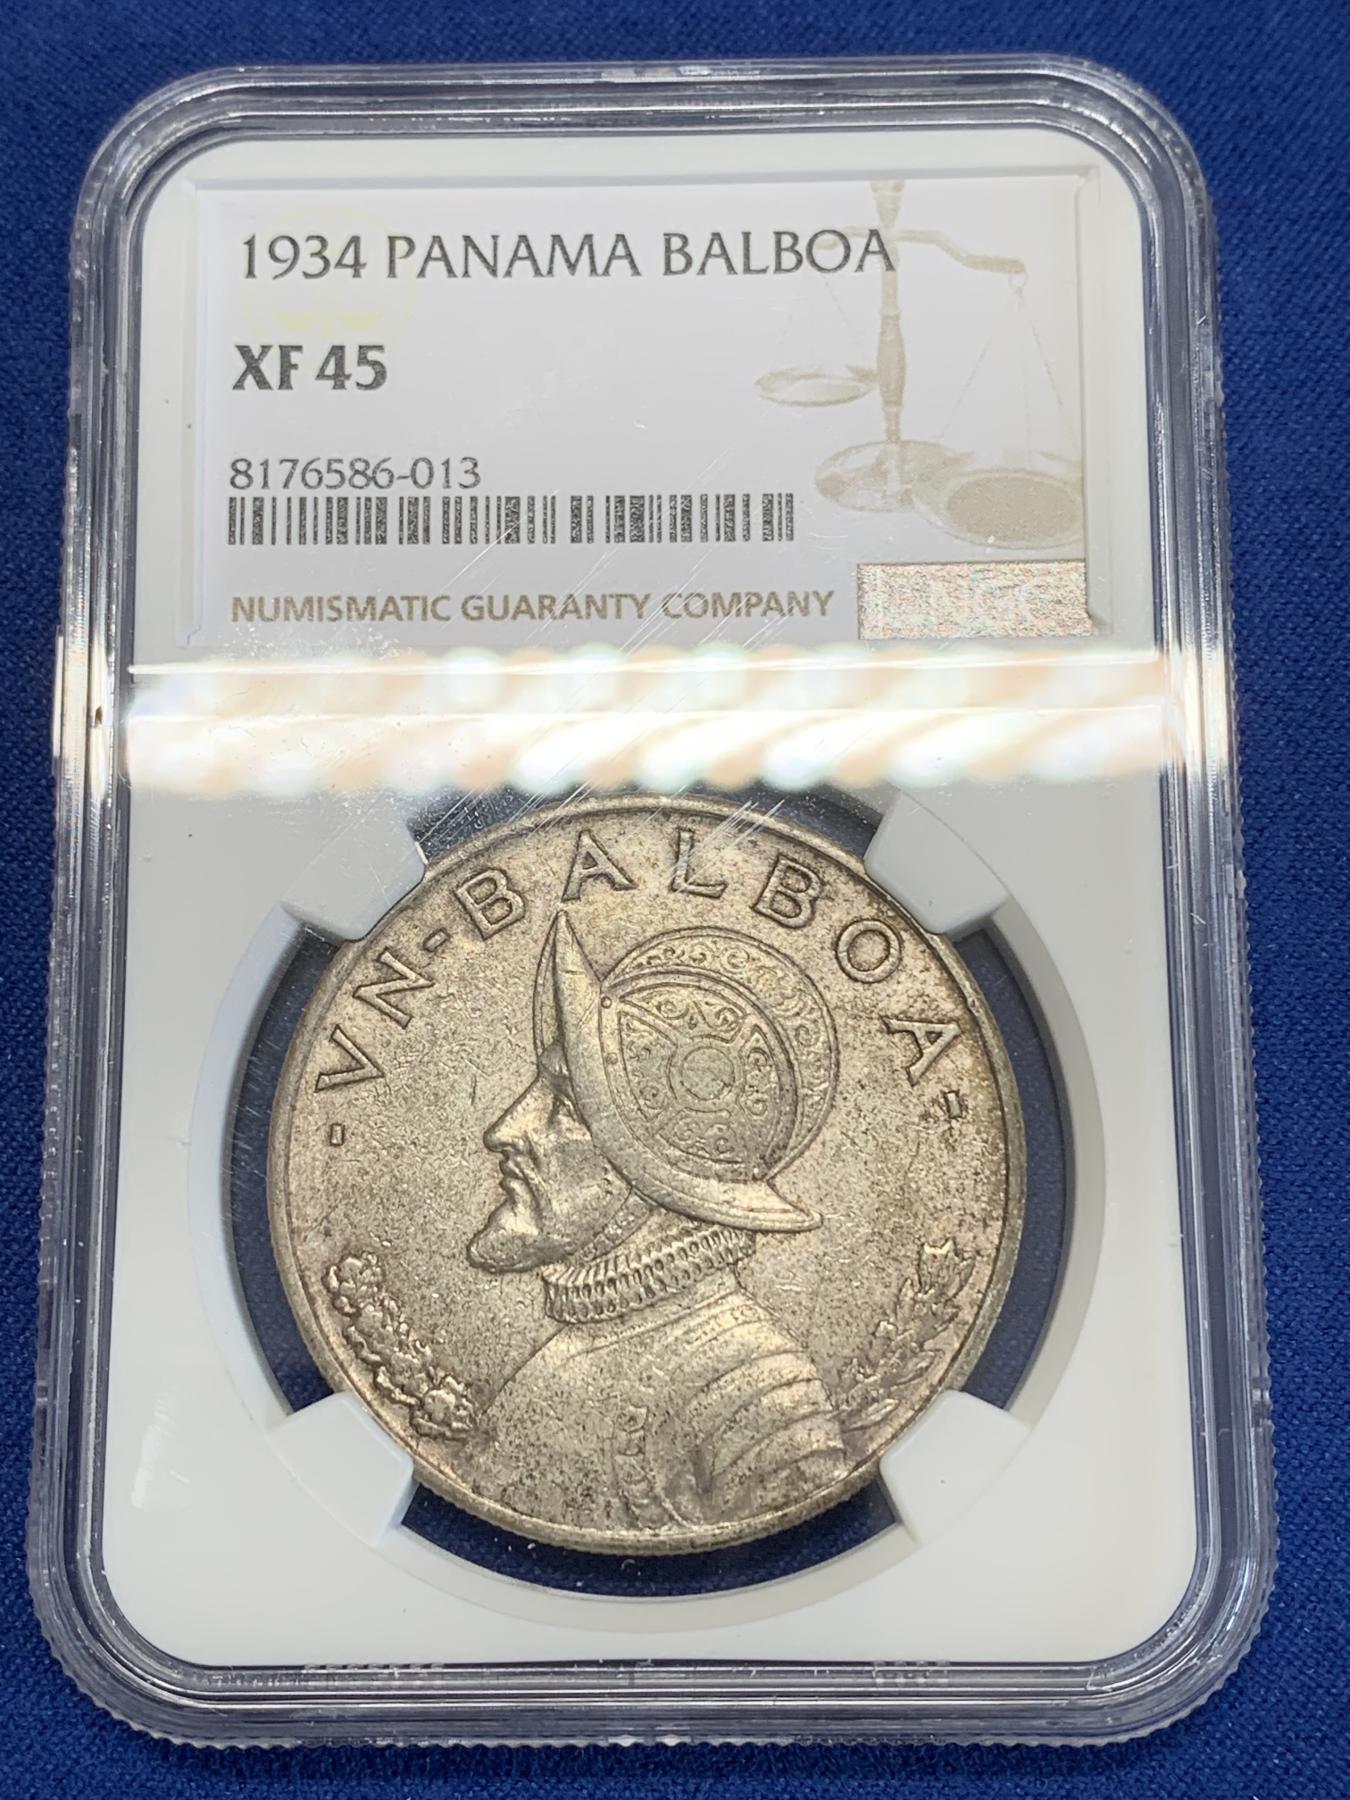 1934 PANAMA BALBOA
XF 45
8176586-013
NUMISMATIC GUARANTY COMPANY
-VN-BALBOA-